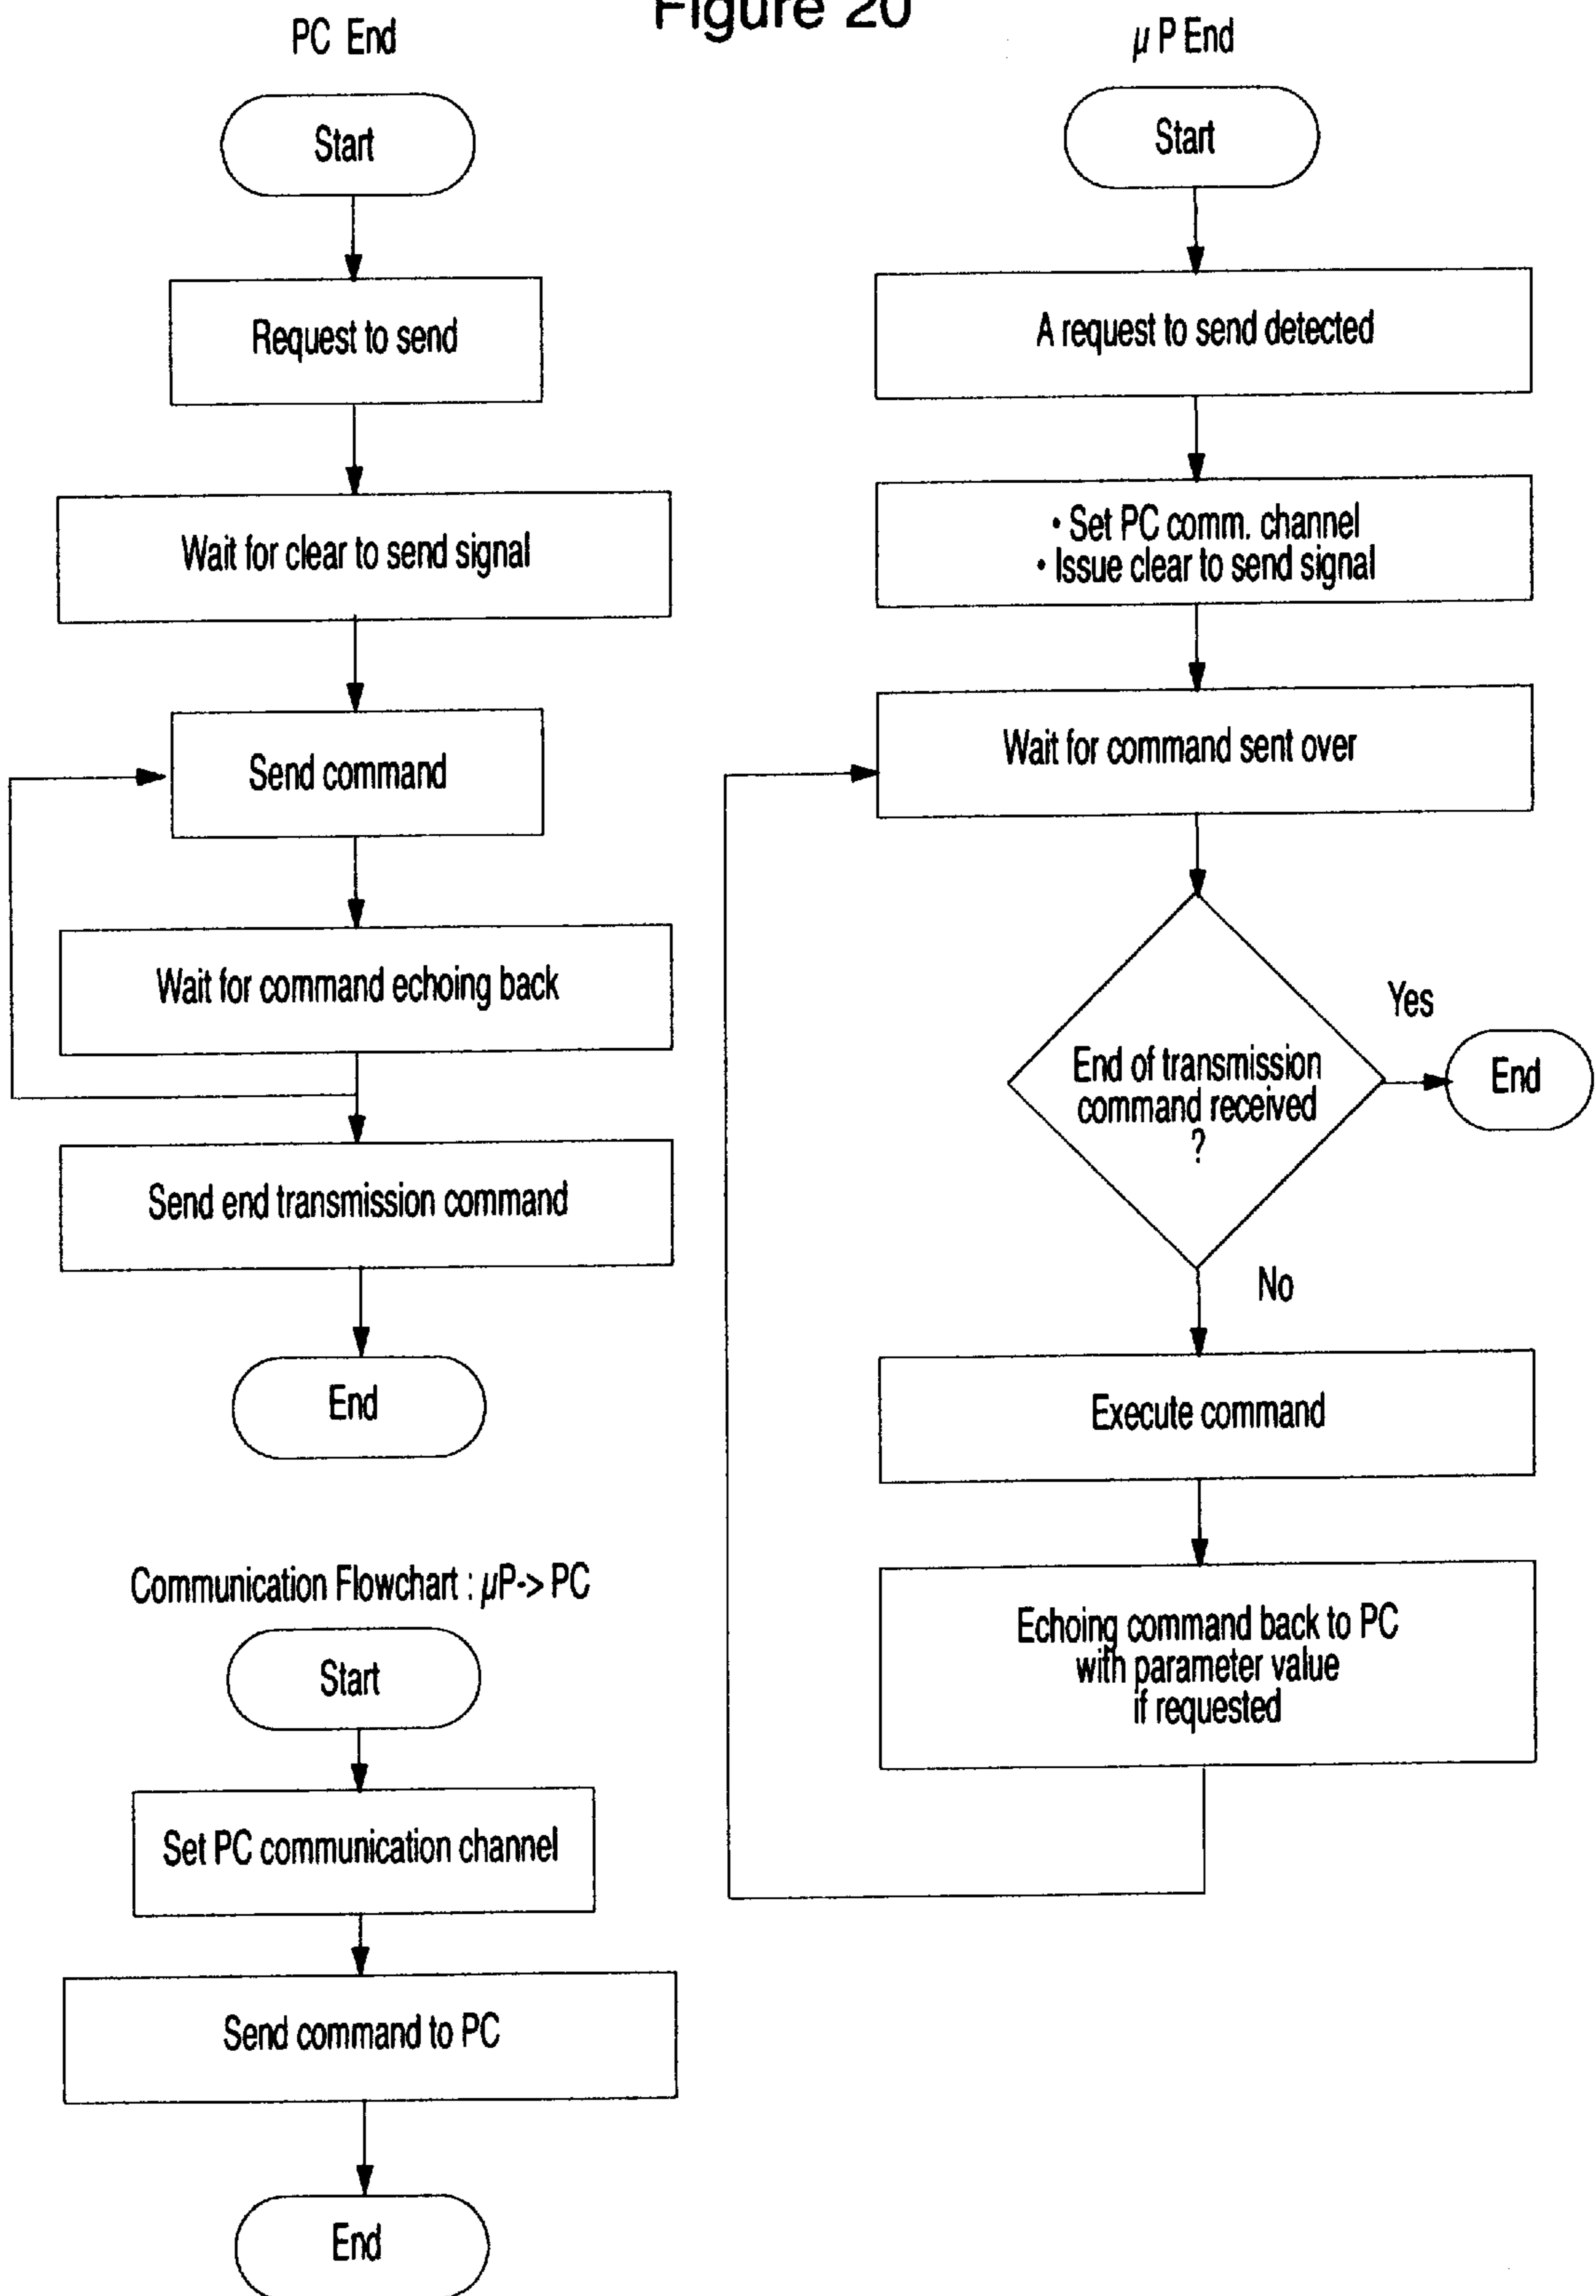 Figure 20
PC End
Start
Request to send
Wait for clear to send signal
Send command
Wait for command echoing back
Send end transmission command
End
µ P End
Start
A request to send detected
• Set PC comm. channel
• Issue clear to send signal
Wait for command sent over
End of transmission
command received
?
Yes
End
No
Execute command
Echoing command back to PC
with parameter value
if requested
Communication Flowchart : µP-> PC
Start
Set PC communication channel
Send command to PC
End